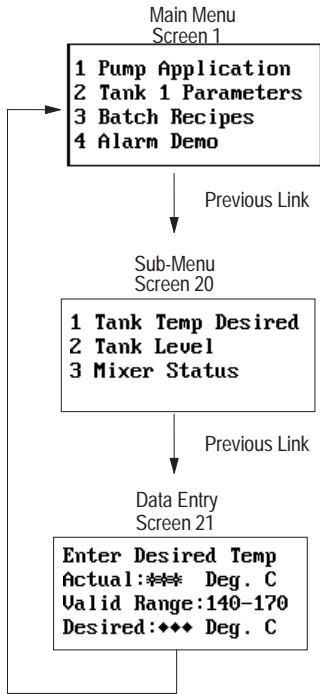 Main Menu
Screen 1
1 Pump Application
2 Tank 1 Parameters
3 Batch Recipes
4 Alarm Demo
Previous Link
Sub-Menu
Screen 20
1 Tank Temp Desired
2 Tank Level
3 Mixer Status
Previous Link
Data Entry
Screen 21
Enter Desired Temp
Actual:*** Deg. C
Valid Range:140-170
Desired:♦♦♦ Deg. C